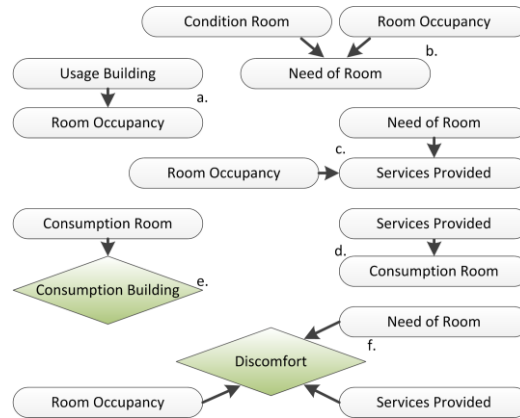 Condition Room
Room Occupancy
b.
Usage Building
Need of Room
a.
Room Occupancy
Need of Room
c.
Room Occupancy
Services Provided
Consumption Room
Services Provided
d.
Consumption Building
e.
Consumption Room
Need of Room
f.
Discomfort
Room Occupancy
Services Provided